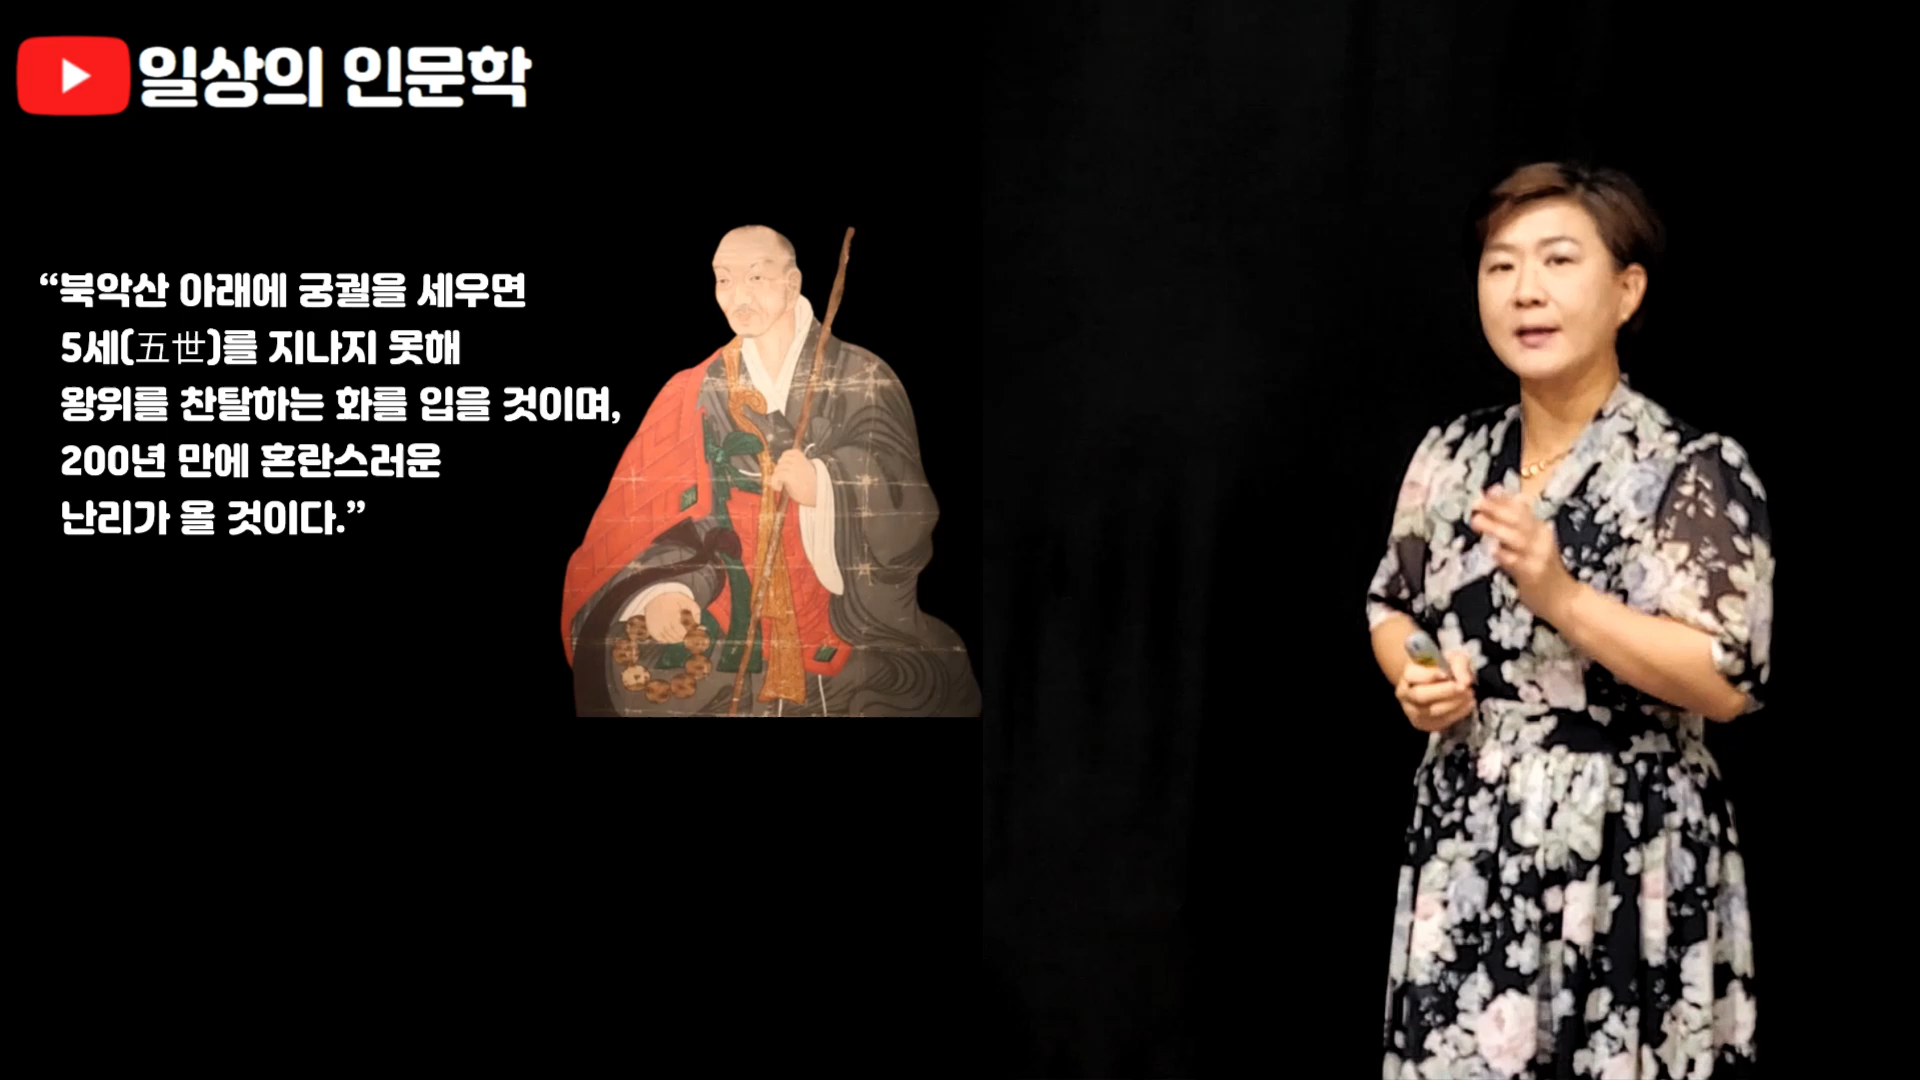 일상의 인문학
“북악산 아래에 궁궐을 세우면
5세(五世)를 지나지 못해
왕위를 찬탈하는 화를 입을 것이며,
200년 만에 혼란스러운
난리가 올 것이다.”